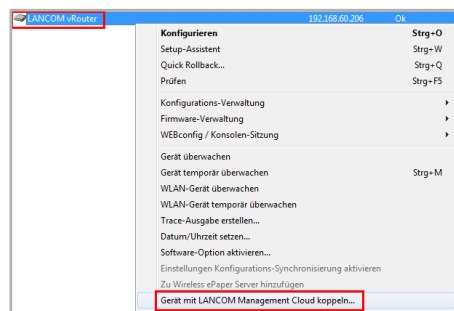 LANCOM vRouter 192.168.60.206 Ok
Konfigurieren Strg+O
Setup-Assistent Strg+W
Quick Rollback... Strg+Q
Prüfen Strg+F5
Konfigurations-Verwaltung
Firmware-Verwaltung
WEBconfig / Konsolen-Sitzung
Gerät überwachen
Gerät temporär überwachen Strg+M
WLAN-Gerät überwachen
WLAN-Gerät temporär überwachen
Trace-Ausgabe erstellen...
Datum/Uhrzeit setzen...
Software-Option aktivieren...
Einstellungen Konfigurations-Synchronisierung aktivieren
Zu Wireless ePaper Server hinzufügen
Gerät mit LANCOM Management Cloud koppeln...